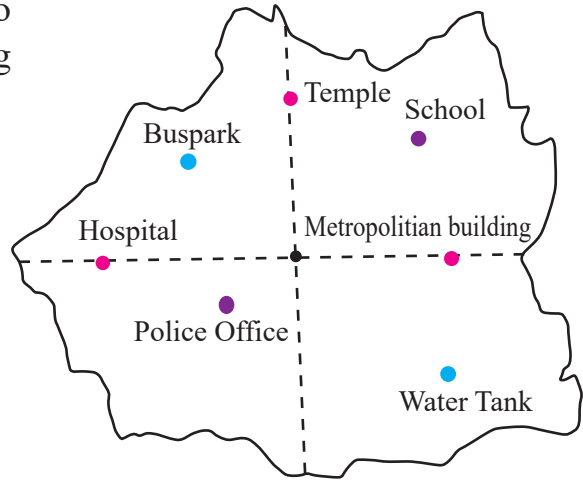 Temple
School
Buspark
Metropolitian building
Hospital
Police Office
Water Tank